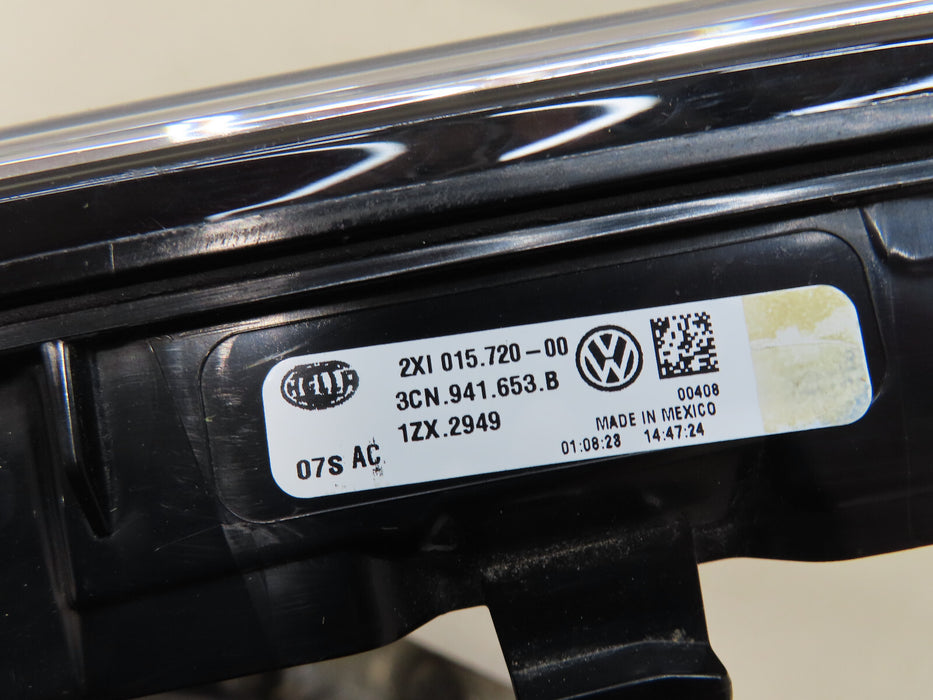 HELLA
2XI 015.720-00
3CN.941.653.B
1ZX.2949
07S AC
00408
MADE IN MEXICO
01:08:23 14:47:24